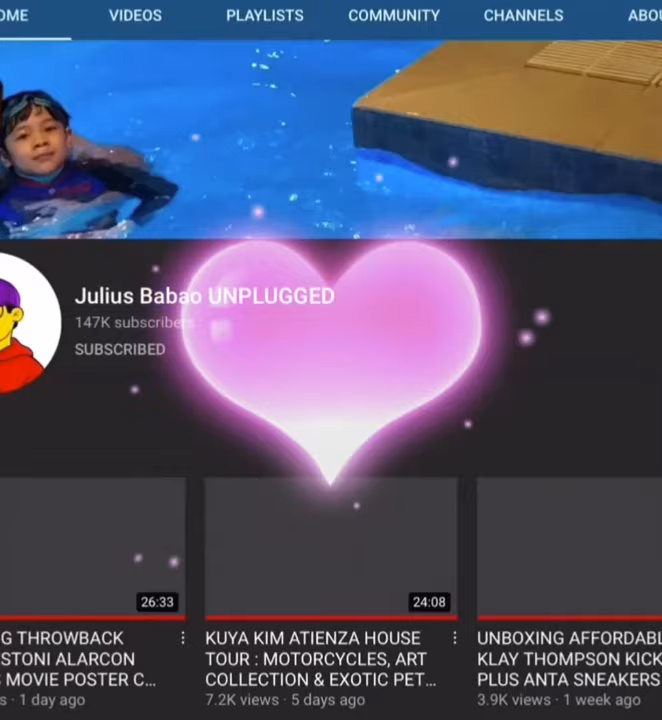 OME VIDEOS PLAYLISTS COMMUNITY CHANNELS ABOU
Julius Babao UNPLUGGED
147K subscribers
SUBSCRIBED
26:33
24:08
G THROWBACK
STONI ALARCON
MOVIE POSTER C...
s · 1 day ago
KUYA KIM ATIENZA HOUSE
TOUR : MOTORCYCLES, ART
COLLECTION & EXOTIC PET...
7.2K views · 5 days ago
UNBOXING AFFORDABL
KLAY THOMPSON KICK
PLUS ANTA SNEAKERS
3.9K views · 1 week ago